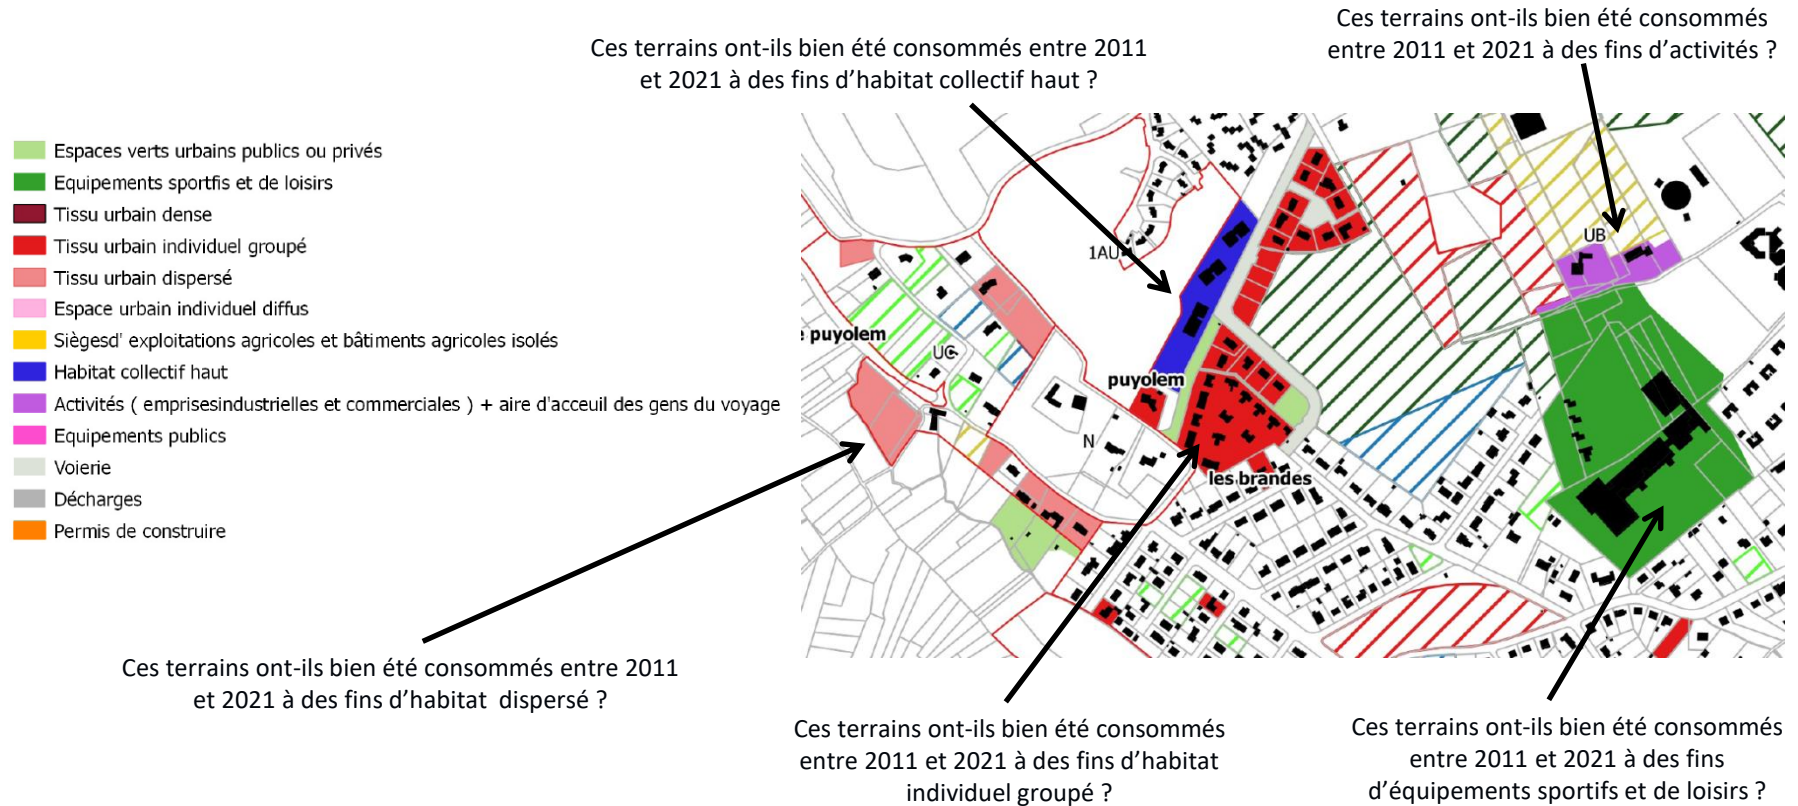 Ces terrains ont-ils bien été consommés entre 2011
et 2021 à des fins d’habitat collectif haut ?
Ces terrains ont-ils bien été consommés
entre 2011 et 2021 à des fins d’activités ?
Espaces verts urbains publics ou privés
Equipements sportfis et de loisirs
Tissu urbain dense
Tissu urbain individuel groupé
Tissu urbain dispersé
Espace urbain individuel diffus
Siègesd' exploitations agricoles et bâtiments agricoles isolés
Habitat collectif haut
Activités ( emprisesindustrielles et commerciales ) + aire d'acceuil des gens du voyage
Equipements publics
Voierie
Décharges
Permis de construire
1AU
UB
e puyolem
UC
puyolem
N
les brandes
Ces terrains ont-ils bien été consommés entre 2011
et 2021 à des fins d’habitat  dispersé ?
Ces terrains ont-ils bien été consommés
entre 2011 et 2021 à des fins d’habitat
individuel groupé ?
Ces terrains ont-ils bien été consommés
entre 2011 et 2021 à des fins
d’équipements sportifs et de loisirs ?